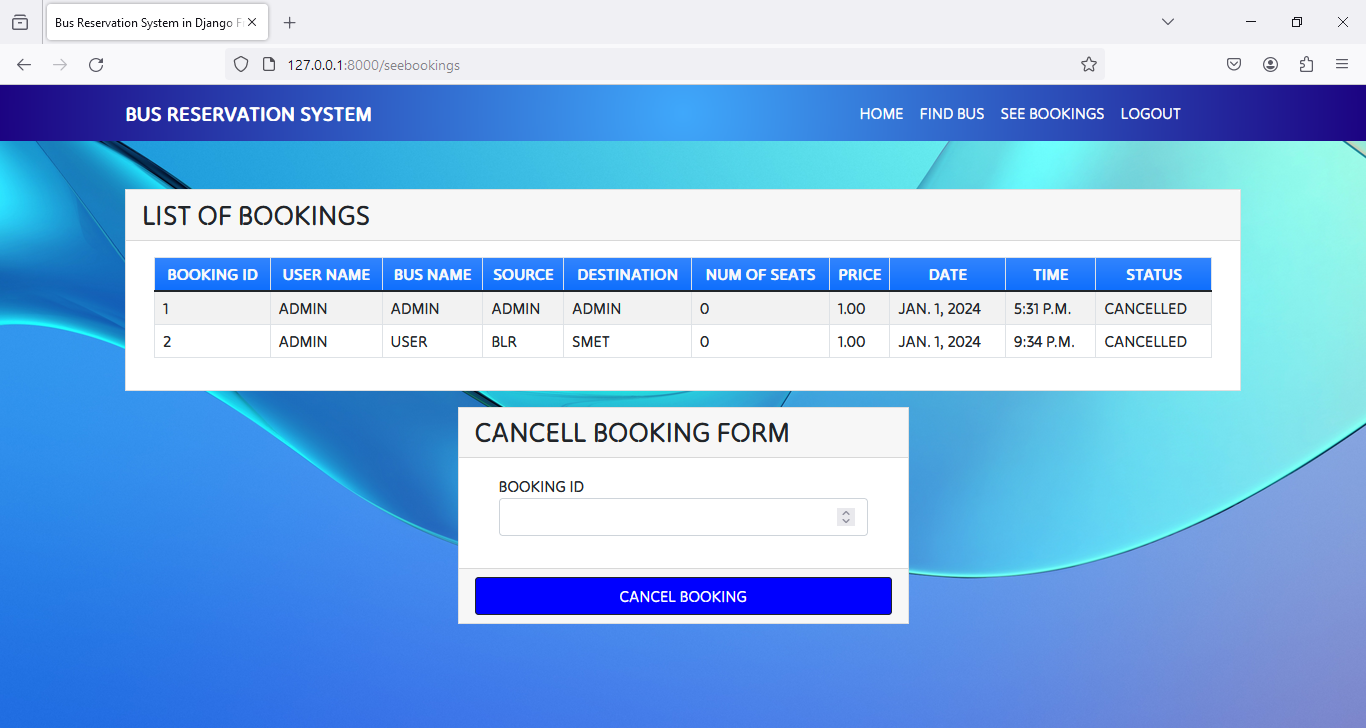 Bus Reservation System in Django F
127.0.0.1:8000/seebookings
BUS RESERVATION SYSTEM HOME FIND BUS SEE BOOKINGS LOGOUT
LIST OF BOOKINGS
BOOKING ID USER NAME BUS NAME SOURCE DESTINATION NUM OF SEATS PRICE DATE TIME STATUS
1 ADMIN ADMIN ADMIN ADMIN 0 1.00 JAN. 1, 2024 5:31 P.M. CANCELLED
2 ADMIN USER BLR SMET 0 1.00 JAN. 1, 2024 9:34 P.M. CANCELLED
CANCELL BOOKING FORM
BOOKING ID
CANCEL BOOKING